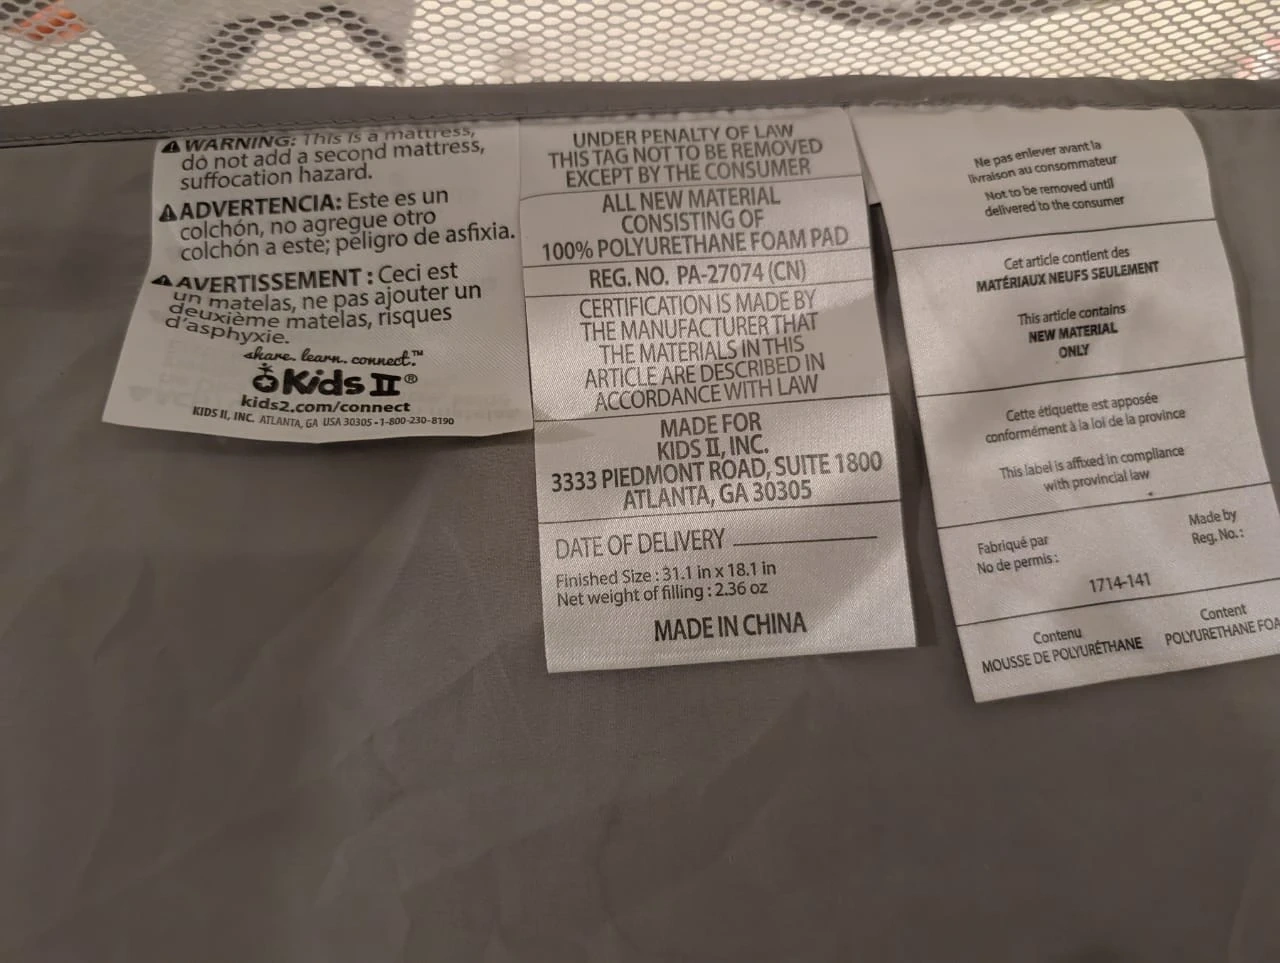 ⚠ WARNING: This is a mattress,
do not add a second mattress,
suffocation hazard.
⚠ ADVERTENCIA: Este es un
colchón, no agregue otro
colchón a este; peligro de asfixia.
⚠ AVERTISSEMENT : Ceci est
un matelas, ne pas ajouter un
deuxième matelas, risques
d'asphyxie.
share. learn. connect.™
Kids II®
kids2.com/connect
KIDS II, INC. ATLANTA, GA USA 30305 • 1-800-230-8190
UNDER PENALTY OF LAW
THIS TAG NOT TO BE REMOVED
EXCEPT BY THE CONSUMER
ALL NEW MATERIAL
CONSISTING OF
100% POLYURETHANE FOAM PAD
REG. NO. PA-27074 (CN)
CERTIFICATION IS MADE BY
THE MANUFACTURER THAT
THE MATERIALS IN THIS
ARTICLE ARE DESCRIBED IN
ACCORDANCE WITH LAW
MADE FOR
KIDS II, INC.
3333 PIEDMONT ROAD, SUITE 1800
ATLANTA, GA 30305
DATE OF DELIVERY
Finished Size : 31.1 in x 18.1 in
Net weight of filling : 2.36 oz
MADE IN CHINA
Ne pas enlever avant la
livraison au consommateur
Not to be removed until
delivered to the consumer
Cet article contient des
MATÉRIAUX NEUFS SEULEMENT
This article contains
NEW MATERIAL
ONLY
Cette étiquette est apposée
conformément à la loi de la province
This label is affixed in compliance
with provincial law
Fabriqué par
No de permis :
Made by
Reg. No. :
1714-141
Contenu
MOUSSE DE POLYURÉTHANE
Content
POLYURETHANE FOA